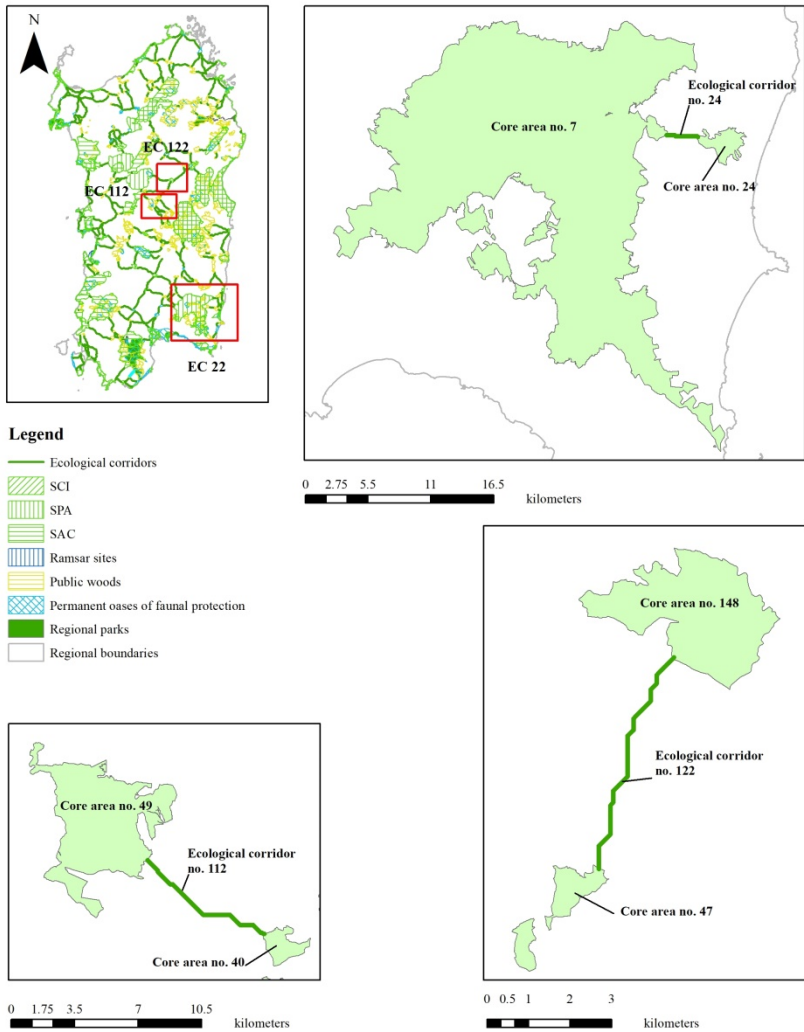 N
EC 122
EC 112
EC 22
Core area no. 7
Ecological corridor
no. 24
Core area no. 24
0 2.75 5.5 11 16.5
kilometers
Legend
Ecological corridors
SCI
SPA
SAC
Ramsar sites
Public woods
Permanent oases of faunal protection
Regional parks
Regional boundaries
Core area no. 148
Ecological corridor
no. 122
Core area no. 47
0 0.5 1 2 3
kilometers
Core area no. 49
Ecological corridor
no. 112
Core area no. 40
0 1.75 3.5 7 10.5
kilometers